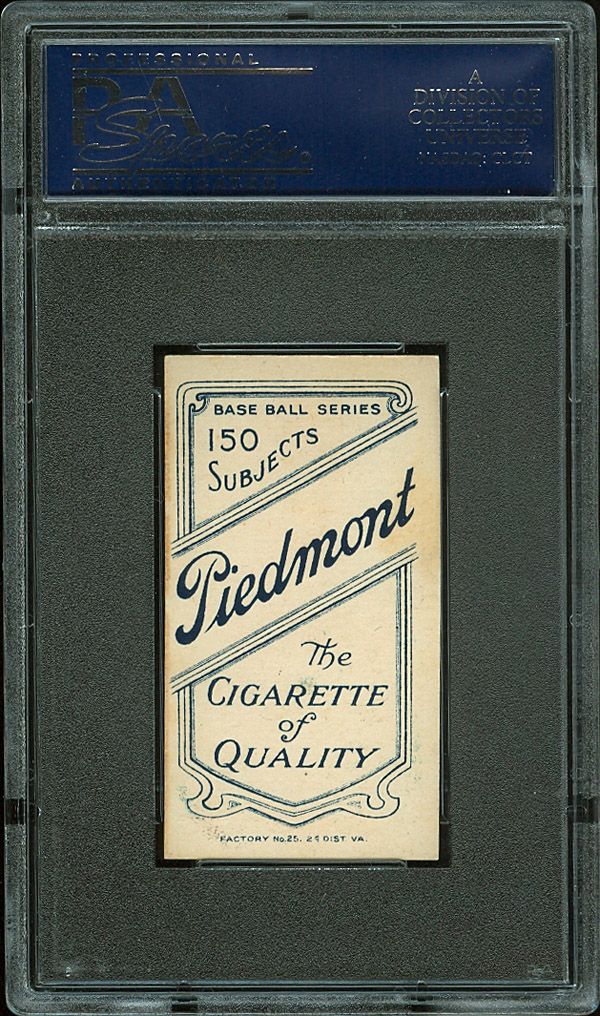 PROFESSIONAL
PSA
Sports
AUTHENTICATOR
A
DIVISION OF
COLLECTORS
UNIVERSE
NASDAQ: CLCT
BASE BALL SERIES
150
SUBJECTS
Piedmont
The
CIGARETTE
of
QUALITY
FACTORY No. 25. 2d DIST. VA.